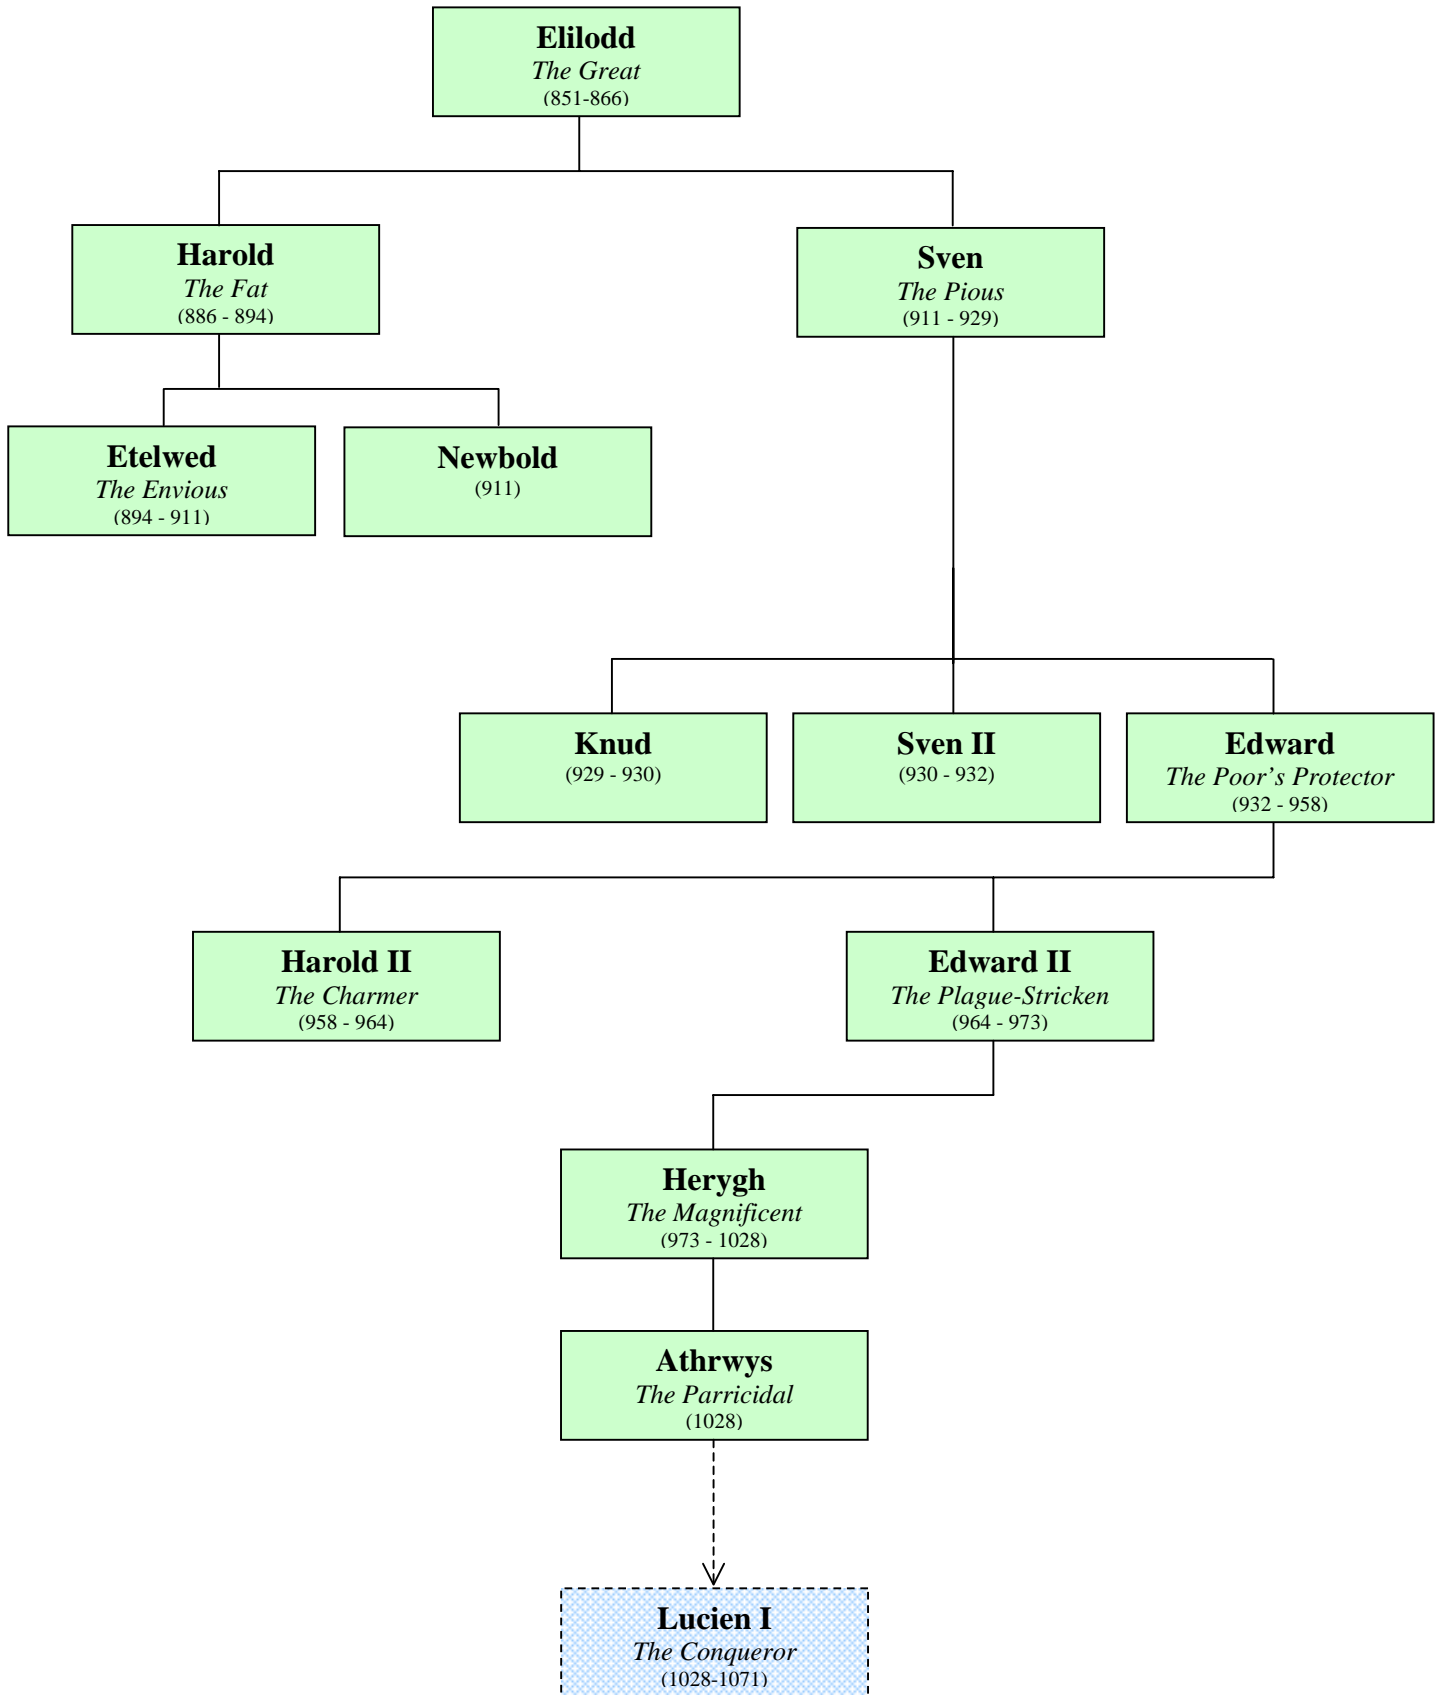 Elilodd
The Great
(851-866)
Harold
The Fat
(886 - 894)
Sven
The Pious
(911 - 929)
Etelwed
The Envious
(894 - 911)
Newbold
(911)
Knud
(929 - 930)
Sven II
(930 - 932)
Edward
The Poor’s Protector
(932 - 958)
Harold II
The Charmer
(958 - 964)
Edward II
The Plague-Stricken
(964 - 973)
Herygh
The Magnificent
(973 - 1028)
Athrwys
The Parricidal
(1028)
Lucien I
The Conqueror
(1028-1071)